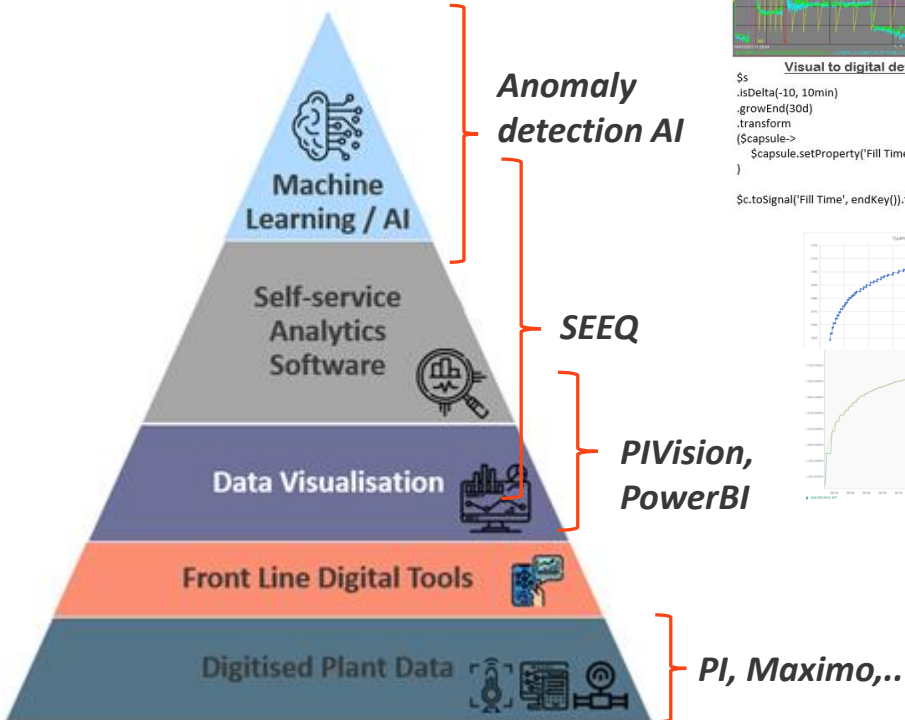 Anomaly
detection AI
Machine
Learning / AI
Self-service
Analytics
Software
SEEQ
Data Visualisation
PIVision,
PowerBI
Front Line Digital Tools
Digitised Plant Data
PI, Maximo,..
Visual to digital de
$s
.isDelta(-10, 10min)
.growEnd(30d)
.transform
($capsule->
$capsule.setProperty('Fill Time
)
$c.toSignal('Fill Time', endKey()).